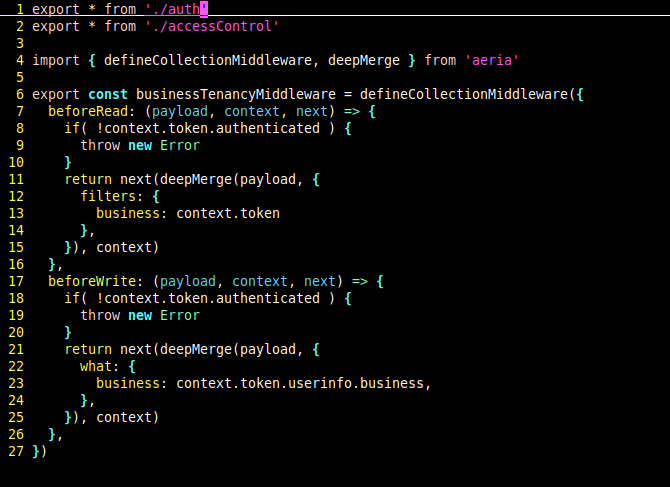 1 export * from './auth'
2 export * from './accessControl'
3
4 import { defineCollectionMiddleware, deepMerge } from 'aeria'
5
6 export const businessTenancyMiddleware = defineCollectionMiddleware({
7   beforeRead: (payload, context, next) => {
8     if( !context.token.authenticated ) {
9       throw new Error
10     }
11     return next(deepMerge(payload, {
12       filters: {
13         business: context.token
14       },
15     }), context)
16   },
17   beforeWrite: (payload, context, next) => {
18     if( !context.token.authenticated ) {
19       throw new Error
20     }
21     return next(deepMerge(payload, {
22       what: {
23         business: context.token.userinfo.business,
24       },
25     }), context)
26   },
27 })